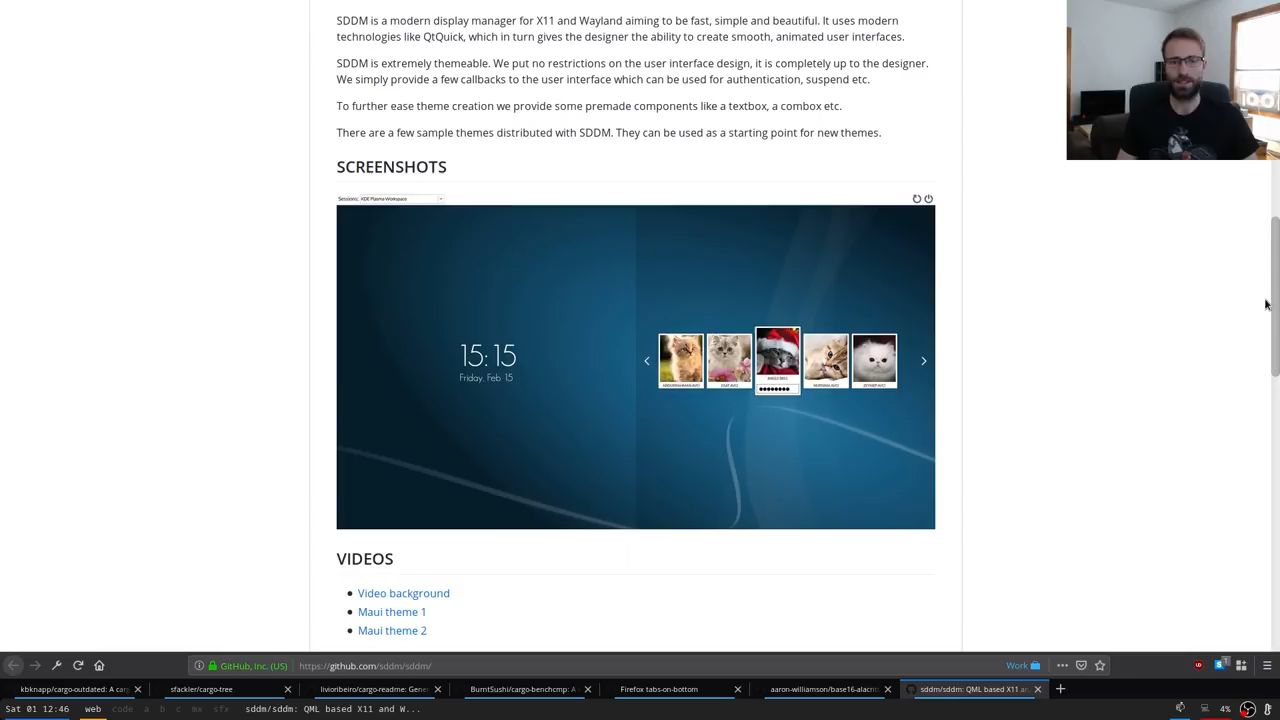 SDDM is a modern display manager for X11 and Wayland aiming to be fast, simple and beautiful. It uses modern
technologies like QtQuick, which in turn gives the designer the ability to create smooth, animated user interfaces.
SDDM is extremely themeable. We put no restrictions on the user interface design, it is completely up to the designer.
We simply provide a few callbacks to the user interface which can be used for authentication, suspend etc.
To further ease theme creation we provide some premade components like a textbox, a combox etc.
There are a few sample themes distributed with SDDM. They can be used as a starting point for new themes.
SCREENSHOTS
Sessions: KDE Plasma Workspace
15:15
Friday, Feb 15
VIDEOS
Video background
Maui theme 1
Maui theme 2
GitHub, Inc. (US) https://github.com/sddm/sddm/ Work
kbknapp/cargo-outdated: A car sfackler/cargo-tree livioribeiro/cargo-readme: Gene BurntSushi/cargo-benchcmp: A Firefox tabs-on-bottom aaron-williamson/base16-alacri sddm/sddm: QML based X11 an
Sat 01 12:46 web code a b c mx sfx sddm/sddm: QML based X11 and W... 4%